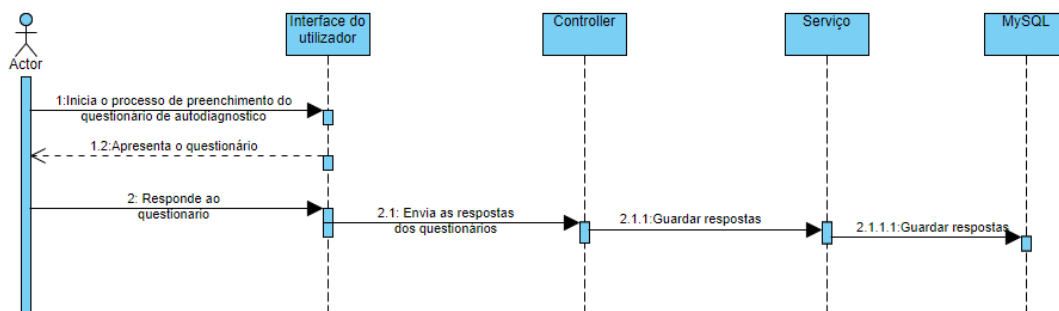 Interface do
utilizador
Controller
Serviço
MySQL
Actor
1:Inicia o processo de preenchimento do
questionário de autodiagnostico
1.2:Apresenta o questionário
2: Responde ao
questionario
2.1: Envia as respostas
dos questionários
2.1.1:Guardar respostas
2.1.1.1:Guardar respostas